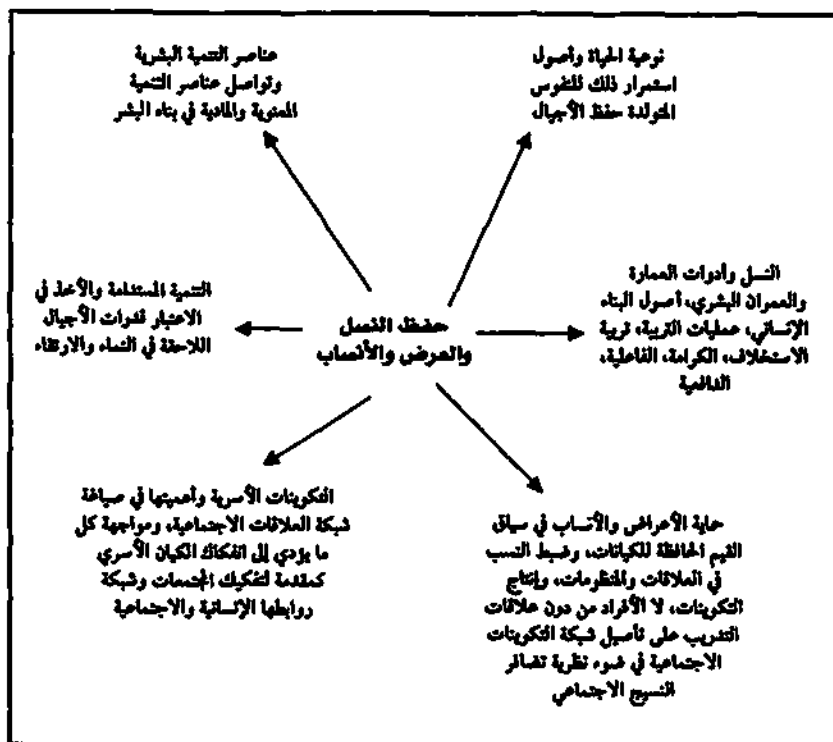 نوعية الحياة وأصول
استمرار ذلك للنفوس
المتولدة حفظ الأجيال
عناصر التنمية البشرية
وتواصل عناصر التنمية
المعنوية والمادية في بناء البشر
النسل وأدوات العمارة
والعمران البشري، أصول البناء
الإنساني، عمليات التربية، تربية
الاستخلاف، الكرامة، الفاعلية،
الدافعية
حفظ النسل
والعرض والأنساب
التنمية المستدامة والأخذ في
الاعتبار قدرات الأجيال
اللاحقة في النماء والارتقاء
حماية الأعراض والأنساب في سياق
القيم الحافظة للكيانات، وضبط النسب
في العلاقات والمنظومات، وإنتاج
التكوينات، لا الأفراد من دون علاقات
التدريب على تأصيل شبكة التكوينات
الاجتماعية في ضوء نظرية تضافر
النسيج الاجتماعي
التكوينات الأسرية وأهميتها في صياغة
شبكة العلاقات الاجتماعية، ومواجهة كل
ما يؤدي إلى انفكاك الكيان الأسري
كمقدمة لتفكيك المجتمعات وشبكة
روابطها الإنسانية والاجتماعية